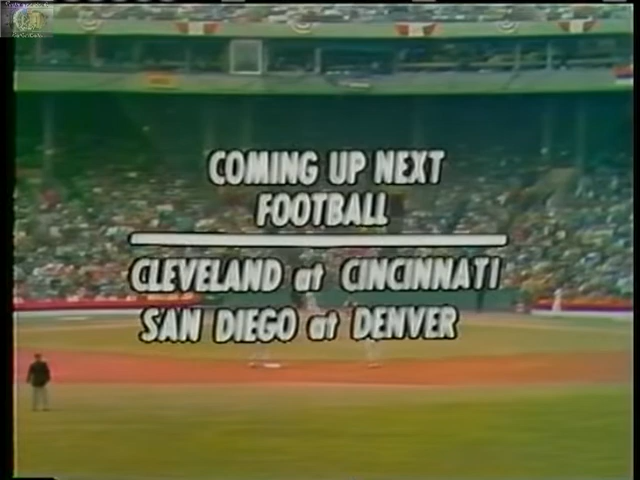 COMING UP NEXT
FOOTBALL
CLEVELAND at CINCINNATI
SAN DIEGO at DENVER